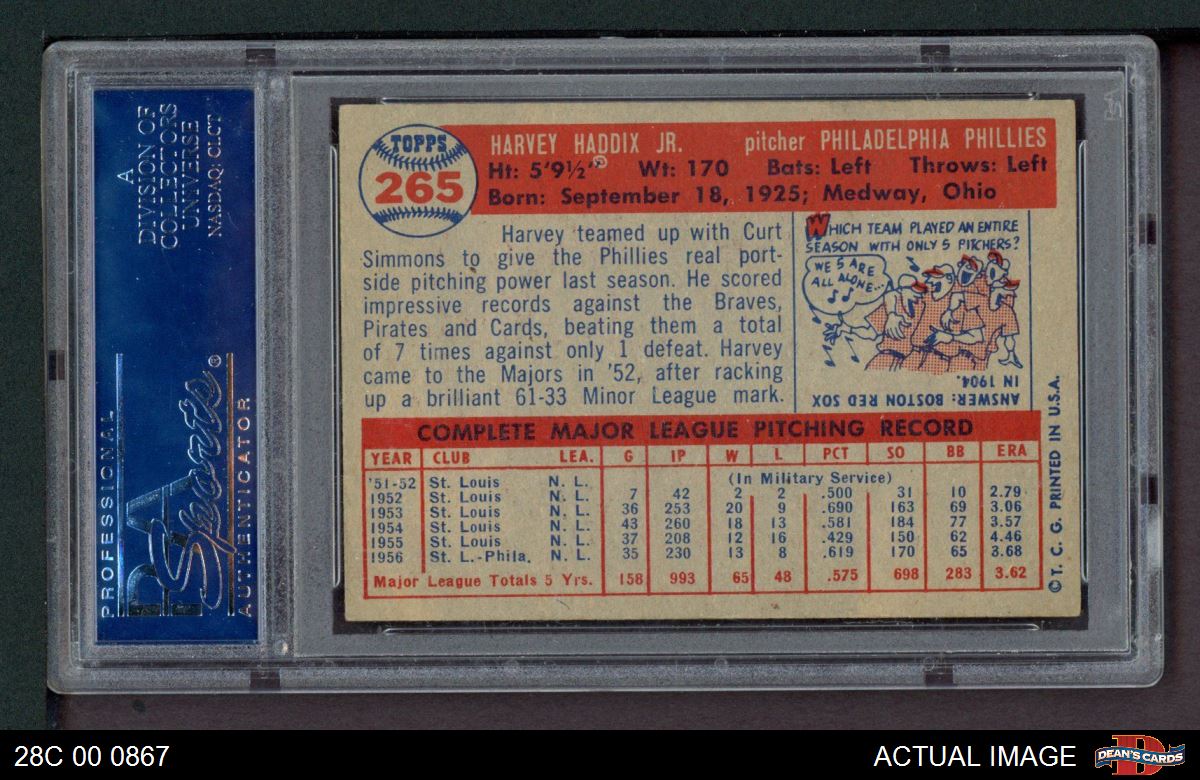 A
DIVISION OF
COLLECTORS
UNIVERSE
NASDAQ: CLCT
PROFESSIONAL
PSA
Sports®
AUTHENTICATOR
TOPPS
265
HARVEY HADDIX JR. pitcher PHILADELPHIA PHILLIES
Ht: 5'9½" Wt: 170 Bats: Left Throws: Left
Born: September 18, 1925; Medway, Ohio
Harvey teamed up with Curt
Simmons to give the Phillies real port-
side pitching power last season. He scored
impressive records against the Braves,
Pirates and Cards, beating them a total
of 7 times against only 1 defeat. Harvey
came to the Majors in '52, after racking
up a brilliant 61-33 Minor League mark.
WHICH TEAM PLAYED AN ENTIRE
SEASON WITH ONLY 5 PITCHERS?
WE 5 ARE
ALL ALONE...
ANSWER: BOSTON RED SOX
IN 1904.
COMPLETE MAJOR LEAGUE PITCHING RECORD
YEAR CLUB LEA. G IP W L PCT SO BB ERA
'51-52 St. Louis N. L. (In Military Service)
1952 St. Louis N. L. 7 42 2 2 .500 31 10 2.79
1953 St. Louis N. L. 36 253 20 9 .690 163 69 3.06
1954 St. Louis N. L. 43 260 18 13 .581 184 77 3.57
1955 St. Louis N. L. 37 208 12 16 .429 150 62 4.46
1956 St. L.-Phila. N. L. 35 230 13 8 .619 170 65 3.68
Major League Totals 5 Yrs. 158 993 65 48 .575 698 283 3.62
© T. C. G. PRINTED IN U.S.A.
28C 00 0867
ACTUAL IMAGE
D
DEAN'S CARDS